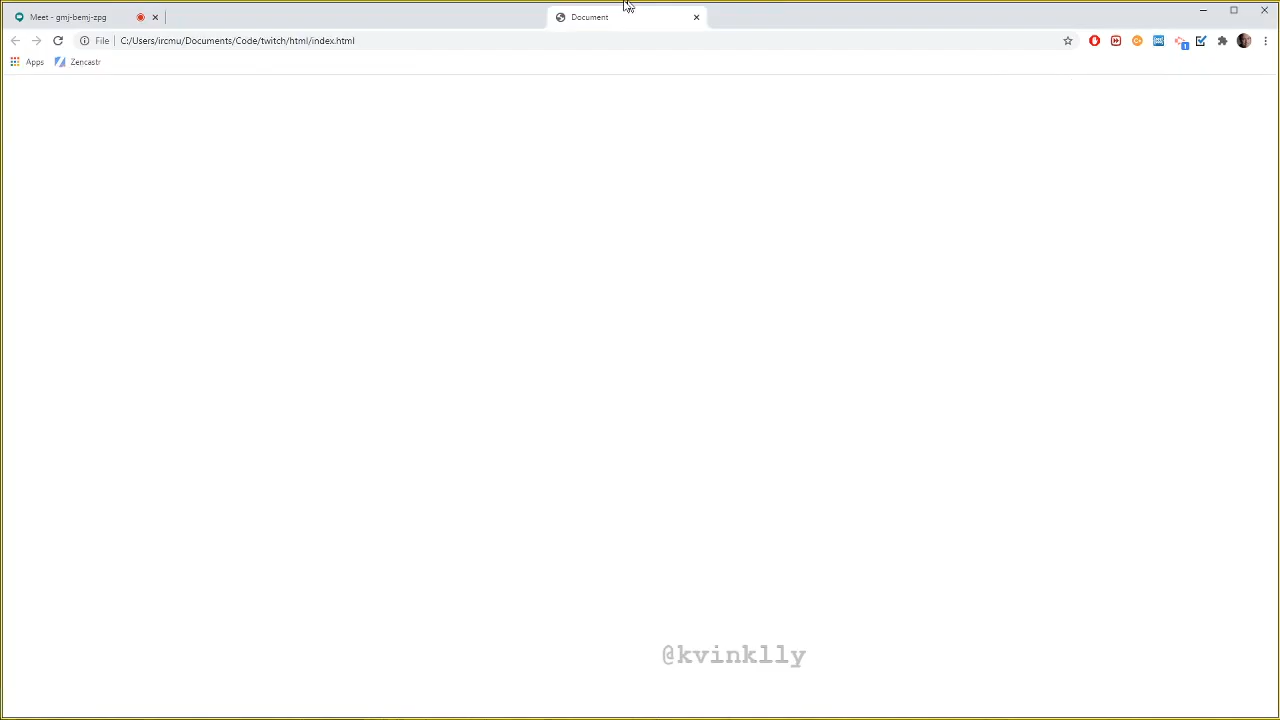 Meet - gmj-bemj-zpg
Document
File
C:/Users/ircmu/Documents/Code/twitch/html/index.html
Apps
Zencastr
@kvinklly